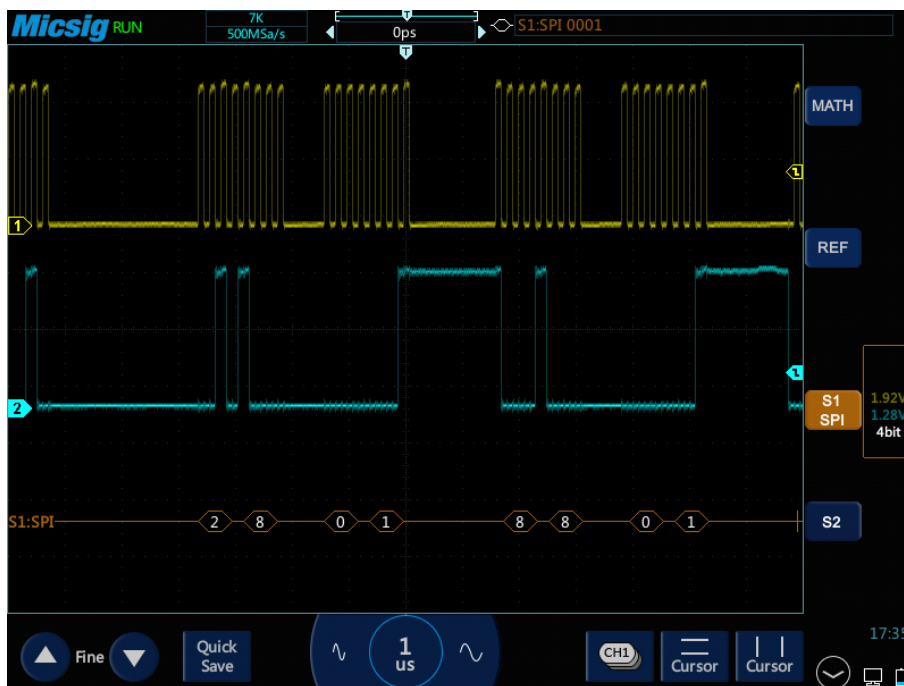 Micsig RUN
7K
500MSa/s
T
0ps
S1:SPI 0001
T
MATH
1
REF
2
S1
SPI
1.92V
1.28V
4bit
S1:SPI
2 8 0 1 8 8 0 1
S2
Fine
Quick
Save
1
us
CH1
Cursor
Cursor
17:35